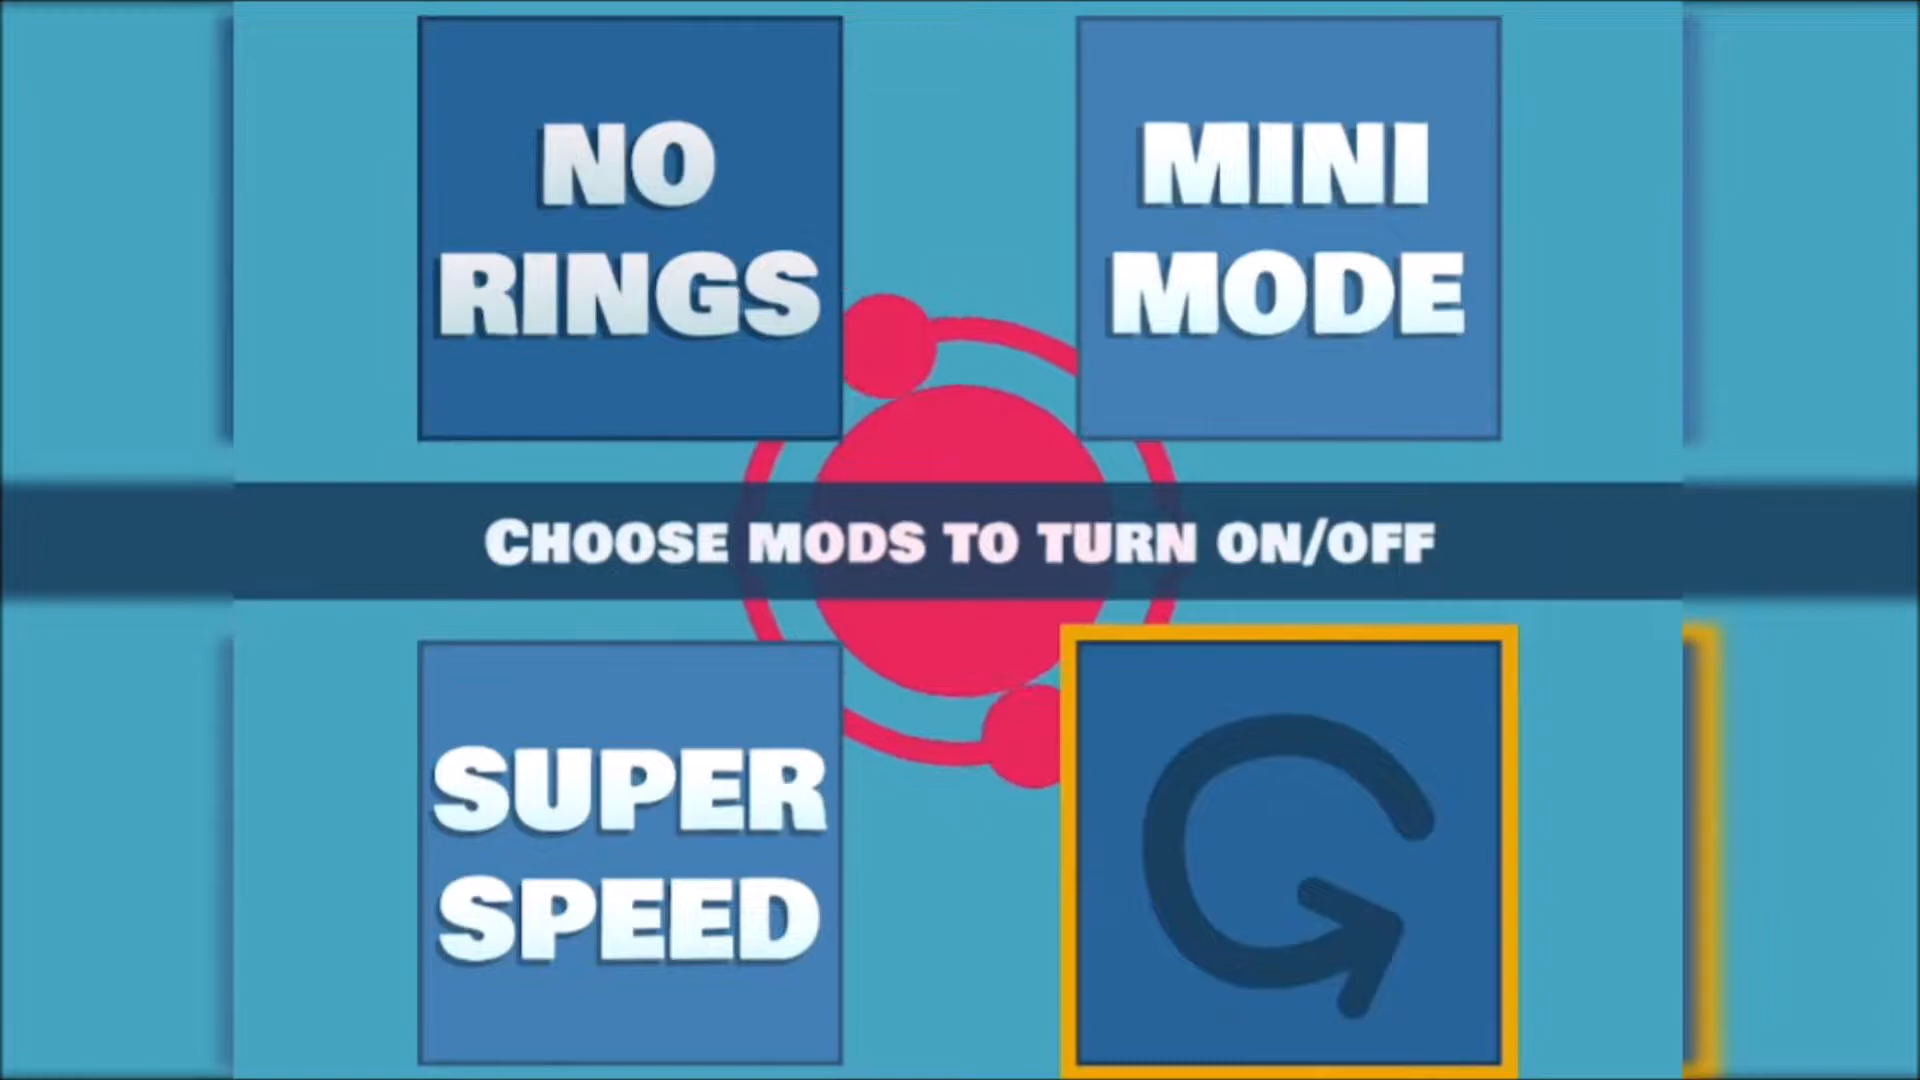 NO
RINGS
MINI
MODE
CHOOSE MODS TO TURN ON/OFF
SUPER
SPEED